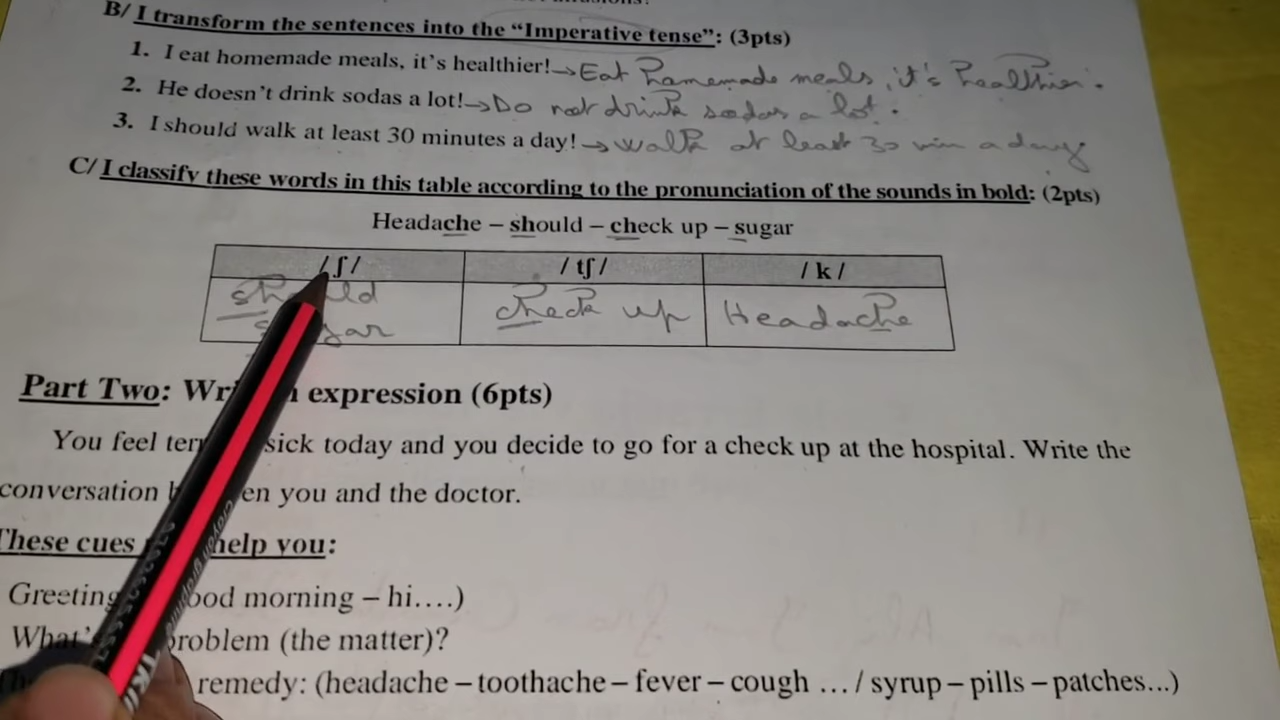 B/ I transform the sentences into the “Imperative tense”: (3pts)
1. I eat homemade meals, it’s healthier! → Eat homemade meals, it's healthier.
2. He doesn’t drink sodas a lot! → Do not drink sodas a lot.
3. I should walk at least 30 minutes a day! → walk at least 30 min a day
C/ I classify these words in this table according to the pronunciation of the sounds in bold: (2pts)
Headache – should – check up – sugar
/ ʃ / / tʃ / / k /
should check up Headache
sugar
Part Two: expression (6pts)
You feel sick today and you decide to go for a check up at the hospital. Write the
conversation you and the doctor.
These cues help you:
Greeting good morning – hi….)
What’s problem (the matter)?
remedy: (headache – toothache – fever – cough … / syrup – pills – patches...)